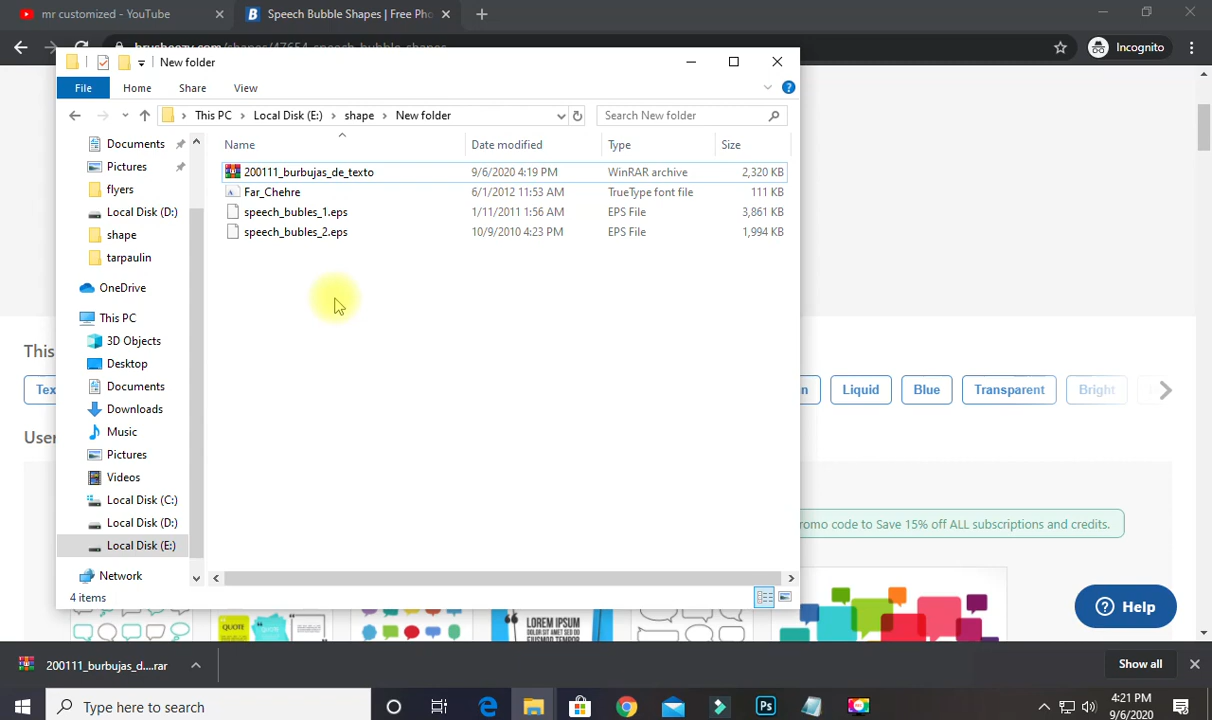 mr customized - YouTube
Speech Bubble Shapes | Free Pho
Incognito
New folder
File Home Share View
This PC Local Disk (E:) shape New folder
Search New folder
Name Date modified Type Size
200111_burbujas_de_texto 9/6/2020 4:19 PM WinRAR archive 2,320 KB
Far_Chehre 6/1/2012 11:53 AM TrueType font file 111 KB
speech_bubles_1.eps 1/11/2011 1:56 AM EPS File 3,861 KB
speech_bubles_2.eps 10/9/2010 4:23 PM EPS File 1,994 KB
Documents
Pictures
flyers
Local Disk (D:)
shape
tarpaulin
OneDrive
This PC
3D Objects
Desktop
Documents
Downloads
Music
Pictures
Videos
Local Disk (C:)
Local Disk (D:)
Local Disk (E:)
Network
4 items
This
Tex
Liquid Blue Transparent Bright
User
romo code to Save 15% off ALL subscriptions and credits.
QUOTE
LOREM IPSUM
Help
200111_burbujas_d....rar
Show all
Type here to search
Ps
4:21 PM
9/6/2020